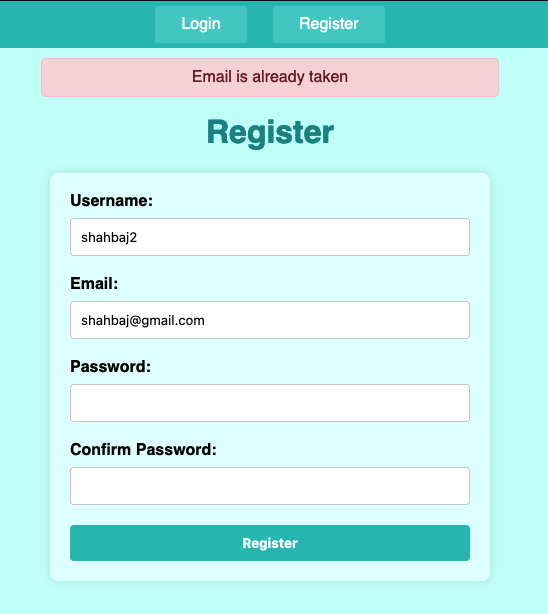 Login Register
Email is already taken
Register
Username:
shahbaj2
Email:
shahbaj@gmail.com
Password:
Confirm Password:
Register